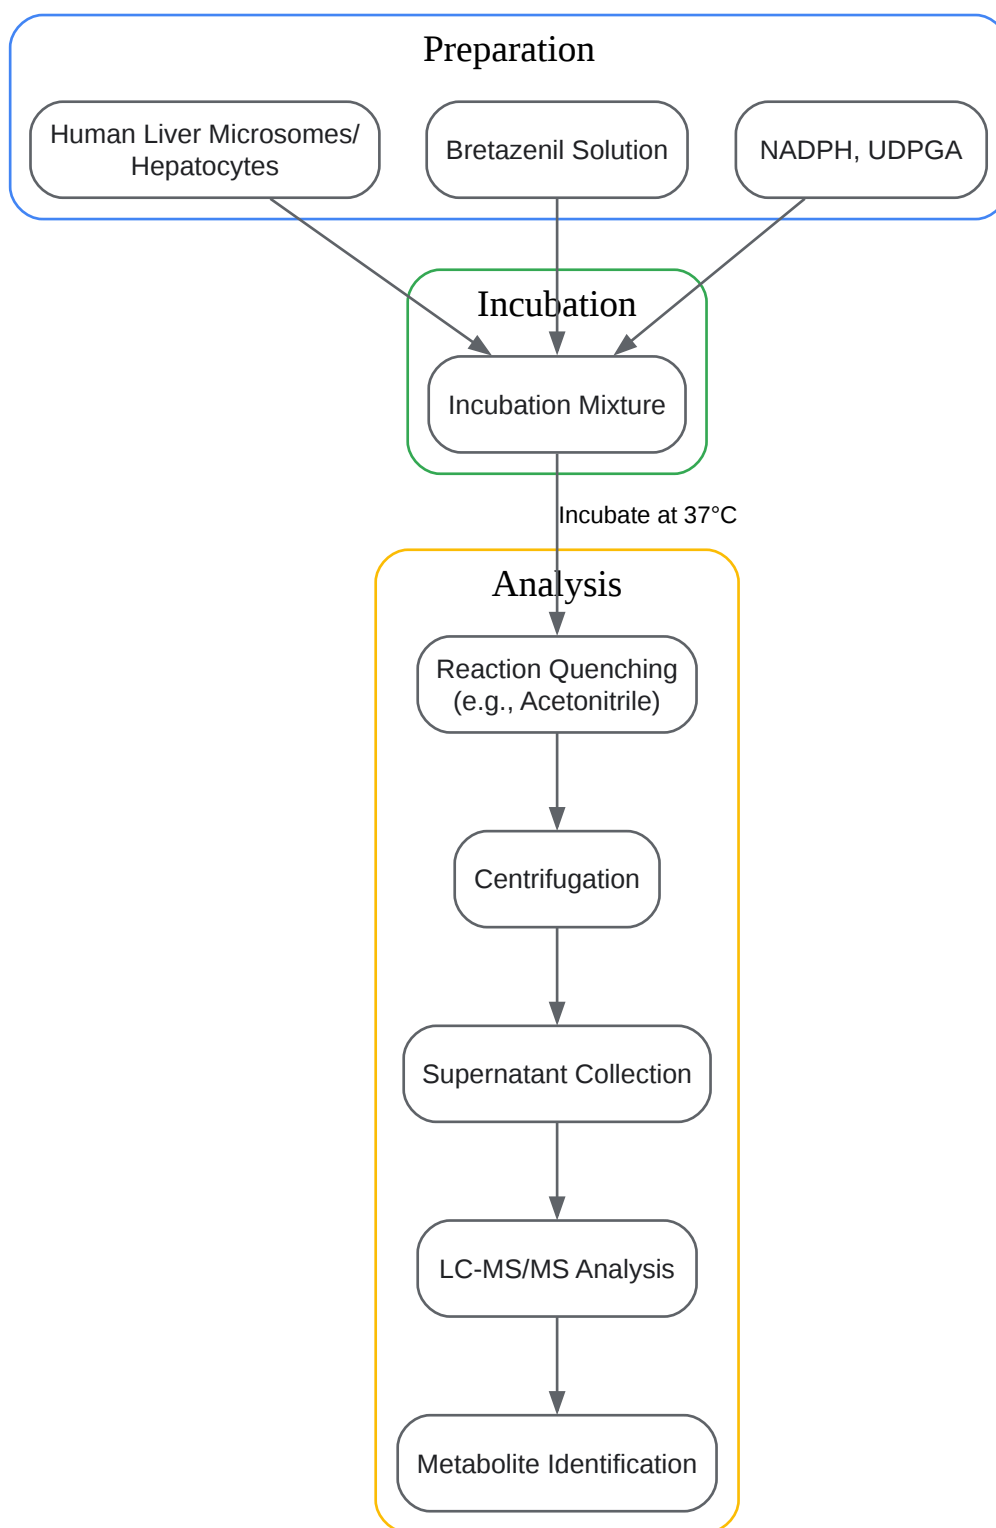 Preparation
Human Liver Microsomes/
Hepatocytes
Bretazenil Solution
NADPH, UDPGA
Incubation
Incubation Mixture
Incubate at 37°C
Analysis
Reaction Quenching
(e.g., Acetonitrile)
Centrifugation
Supernatant Collection
LC-MS/MS Analysis
Metabolite Identification